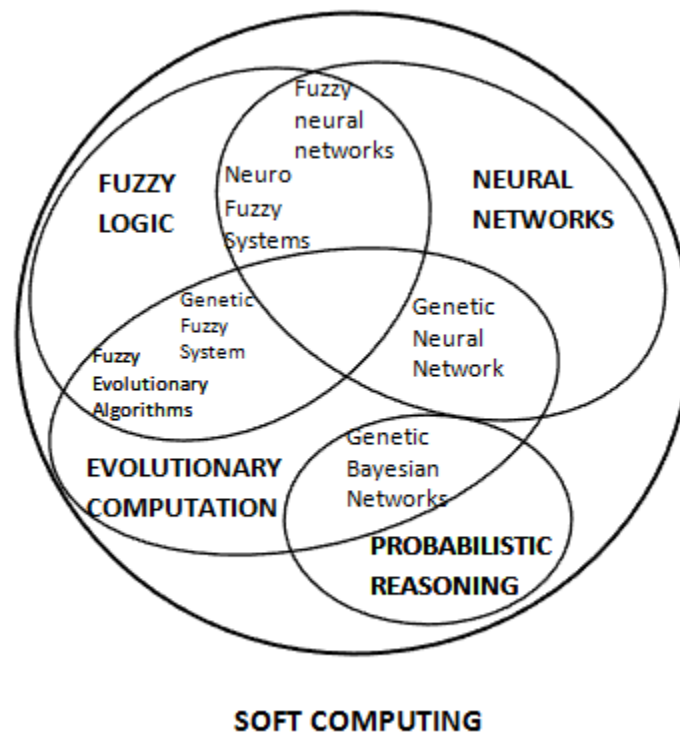 Fuzzy
neural
networks
FUZZY
LOGIC
Neuro
Fuzzy
Systems
NEURAL
NETWORKS
Genetic
Fuzzy
System
Fuzzy
Evolutionary
Algorithms
Genetic
Neural
Network
EVOLUTIONARY
COMPUTATION
Genetic
Bayesian
Networks
PROBABILISTIC
REASONING
SOFT COMPUTING